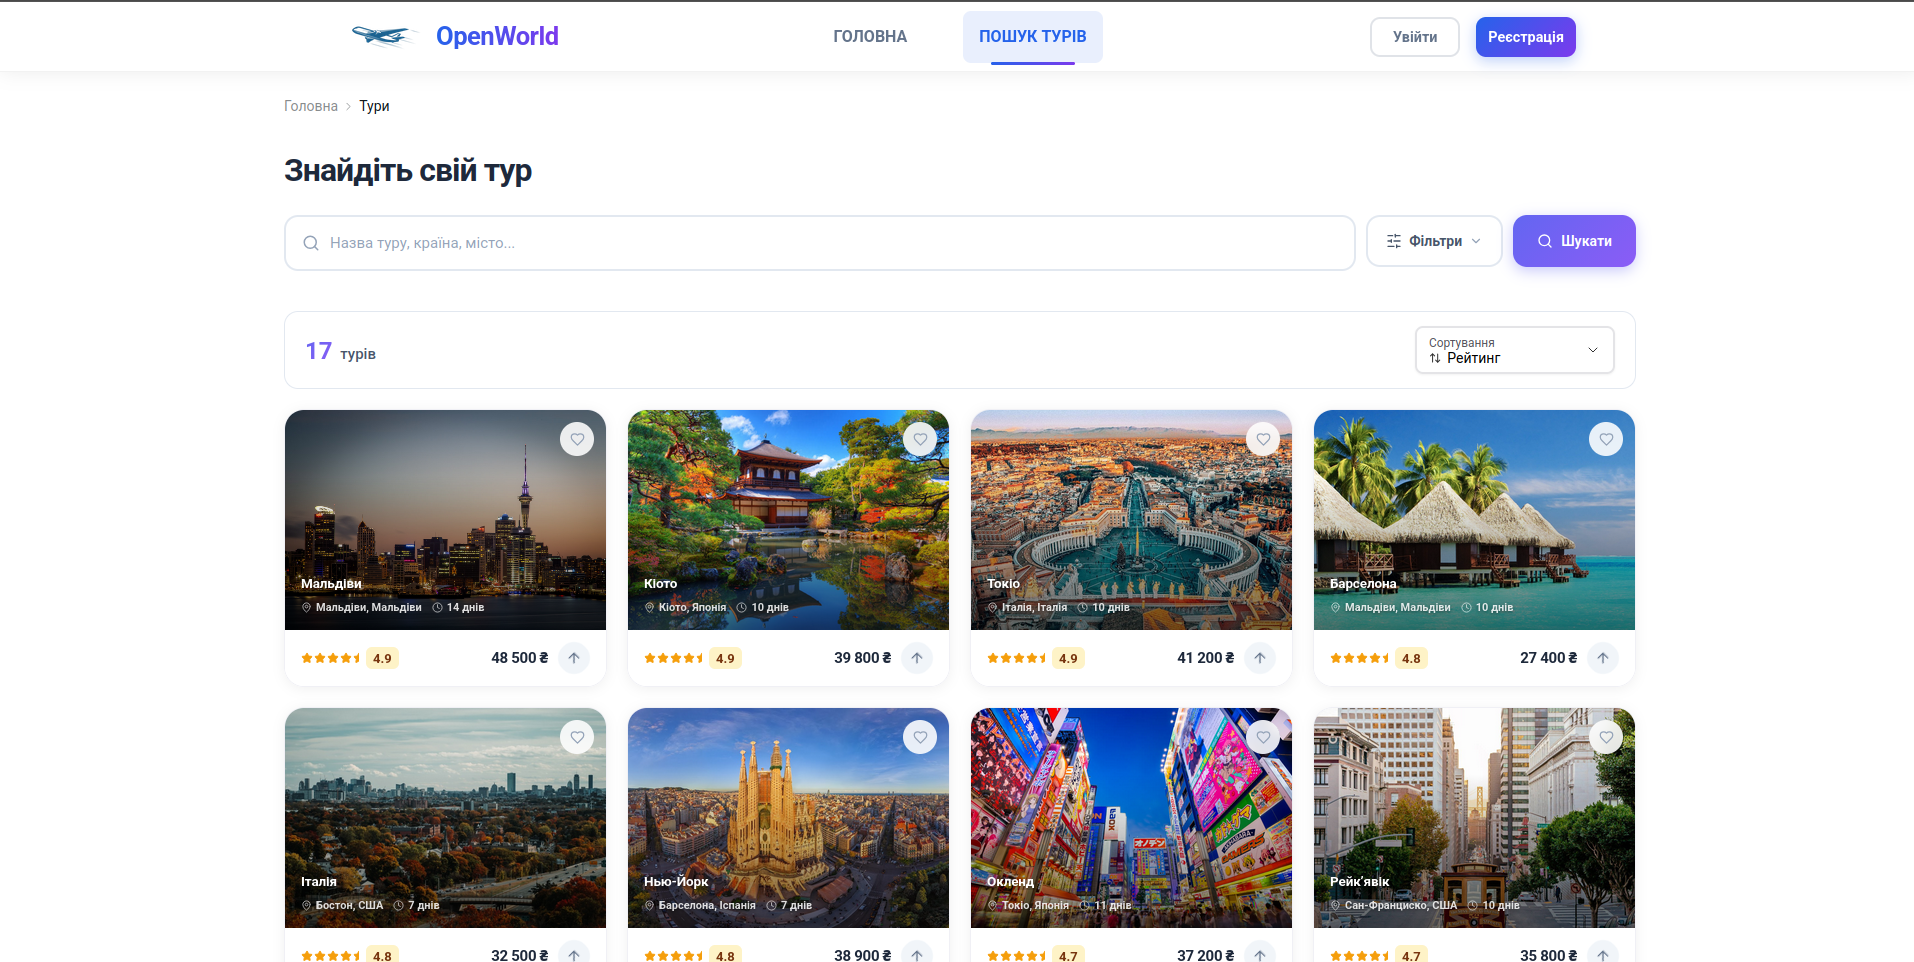 OpenWorld
ГОЛОВНА
ПОШУК ТУРІВ
Увійти
Реєстрація
Головна
Тури
Знайдіть свій тур
Назва туру, країна, місто...
Фільтри
Шукати
17 турів
Сортування
Рейтинг
Мальдіви
Мальдіви, Мальдіви 14 днів
4.9
48 500 ₴
Кіото
Кіото, Японія 10 днів
4.9
39 800 ₴
Токіо
Італія, Італія 10 днів
4.9
41 200 ₴
Барселона
Мальдіви, Мальдіви 10 днів
4.8
27 400 ₴
Італія
Бостон, США 7 днів
4.8
32 500 ₴
Нью-Йорк
Барселона, Іспанія 7 днів
4.8
38 900 ₴
Окленд
Токіо, Японія 11 днів
4.7
37 200 ₴
Рейк’явік
Сан-Франциско, США 10 днів
4.7
35 800 ₴